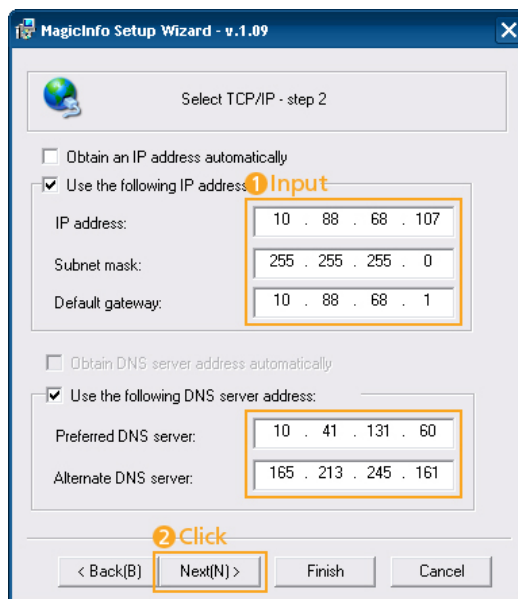 MagicInfo Setup Wizard - v.1.09
Select TCP/IP - step 2
Obtain an IP address automatically
Use the following IP address
1 Input
IP address: 10 . 88 . 68 . 107
Subnet mask: 255 . 255 . 255 . 0
Default gateway: 10 . 88 . 68 . 1
Obtain DNS server address automatically
Use the following DNS server address:
Preferred DNS server: 10 . 41 . 131 . 60
Alternate DNS server: 165 . 213 . 245 . 161
2 Click
< Back(B) Next(N) > Finish Cancel